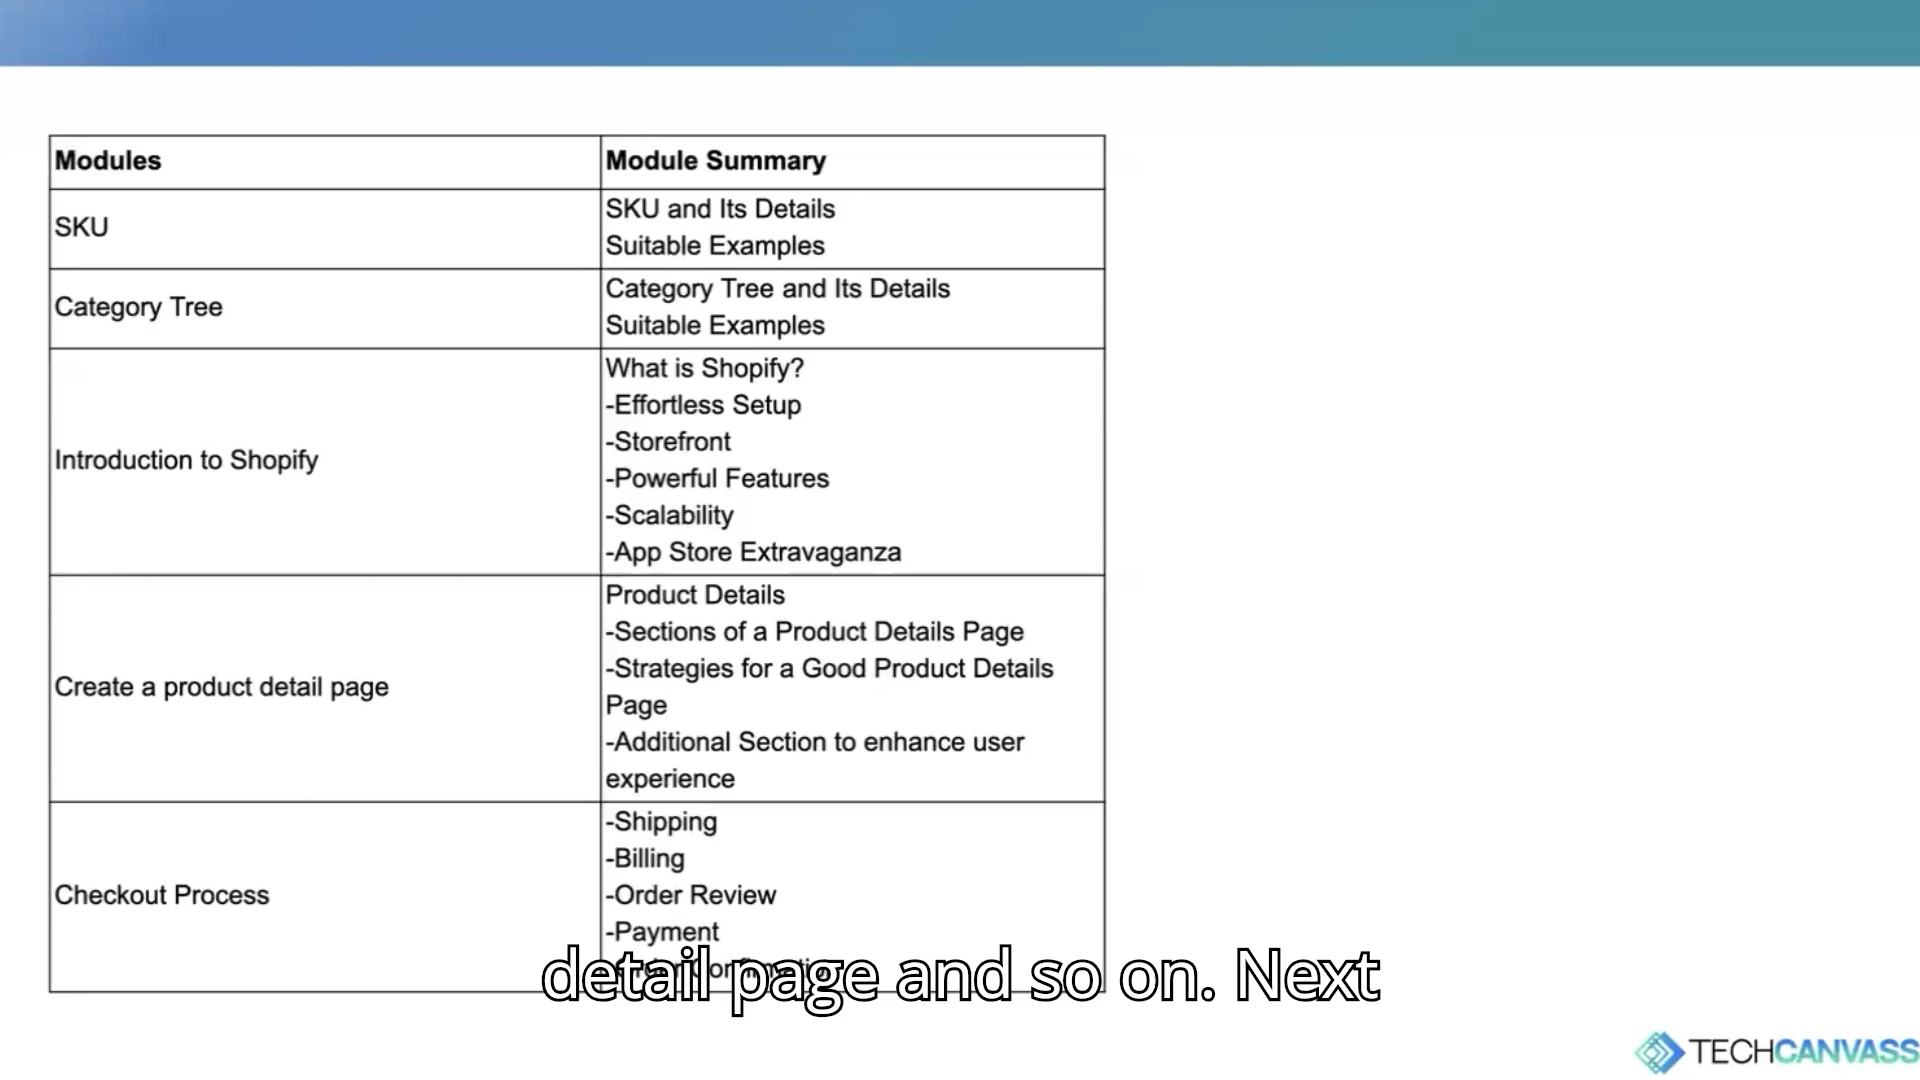 Modules
Module Summary
SKU
SKU and Its Details
Suitable Examples
Category Tree
Category Tree and Its Details
Suitable Examples
Introduction to Shopify
What is Shopify?
-Effortless Setup
-Storefront
-Powerful Features
-Scalability
-App Store Extravaganza
Create a product detail page
Product Details
-Sections of a Product Details Page
-Strategies for a Good Product Details
Page
-Additional Section to enhance user
experience
Checkout Process
-Shipping
-Billing
-Order Review
-Payment
detail page and so on. Next
TECHCANVASS